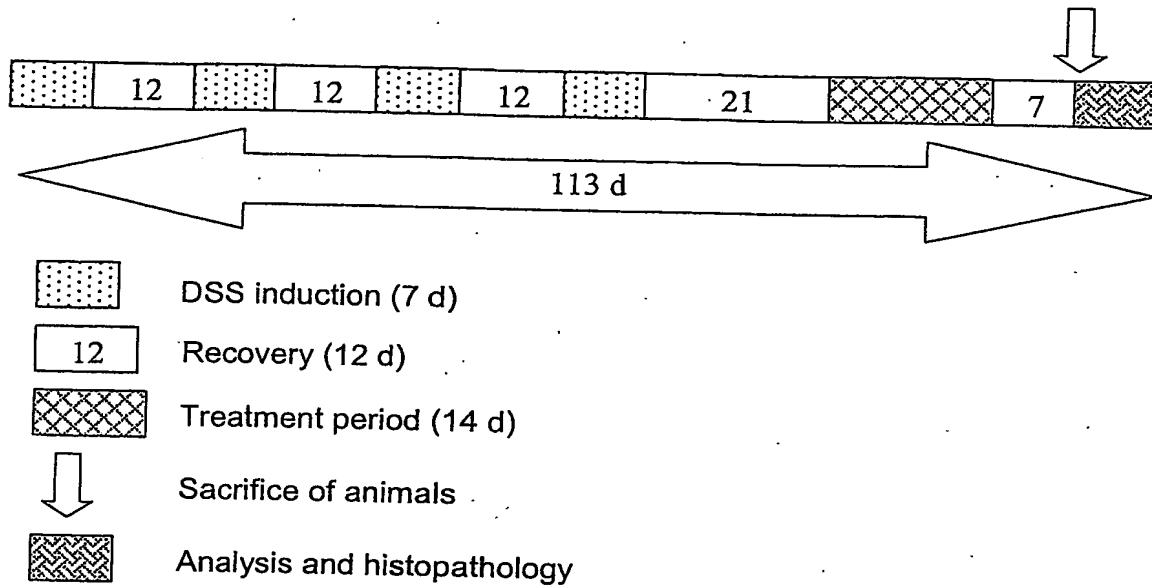 12 12 12 21 7
113 d
DSS induction (7 d)
12 Recovery (12 d)
Treatment period (14 d)
Sacrifice of animals
Analysis and histopathology